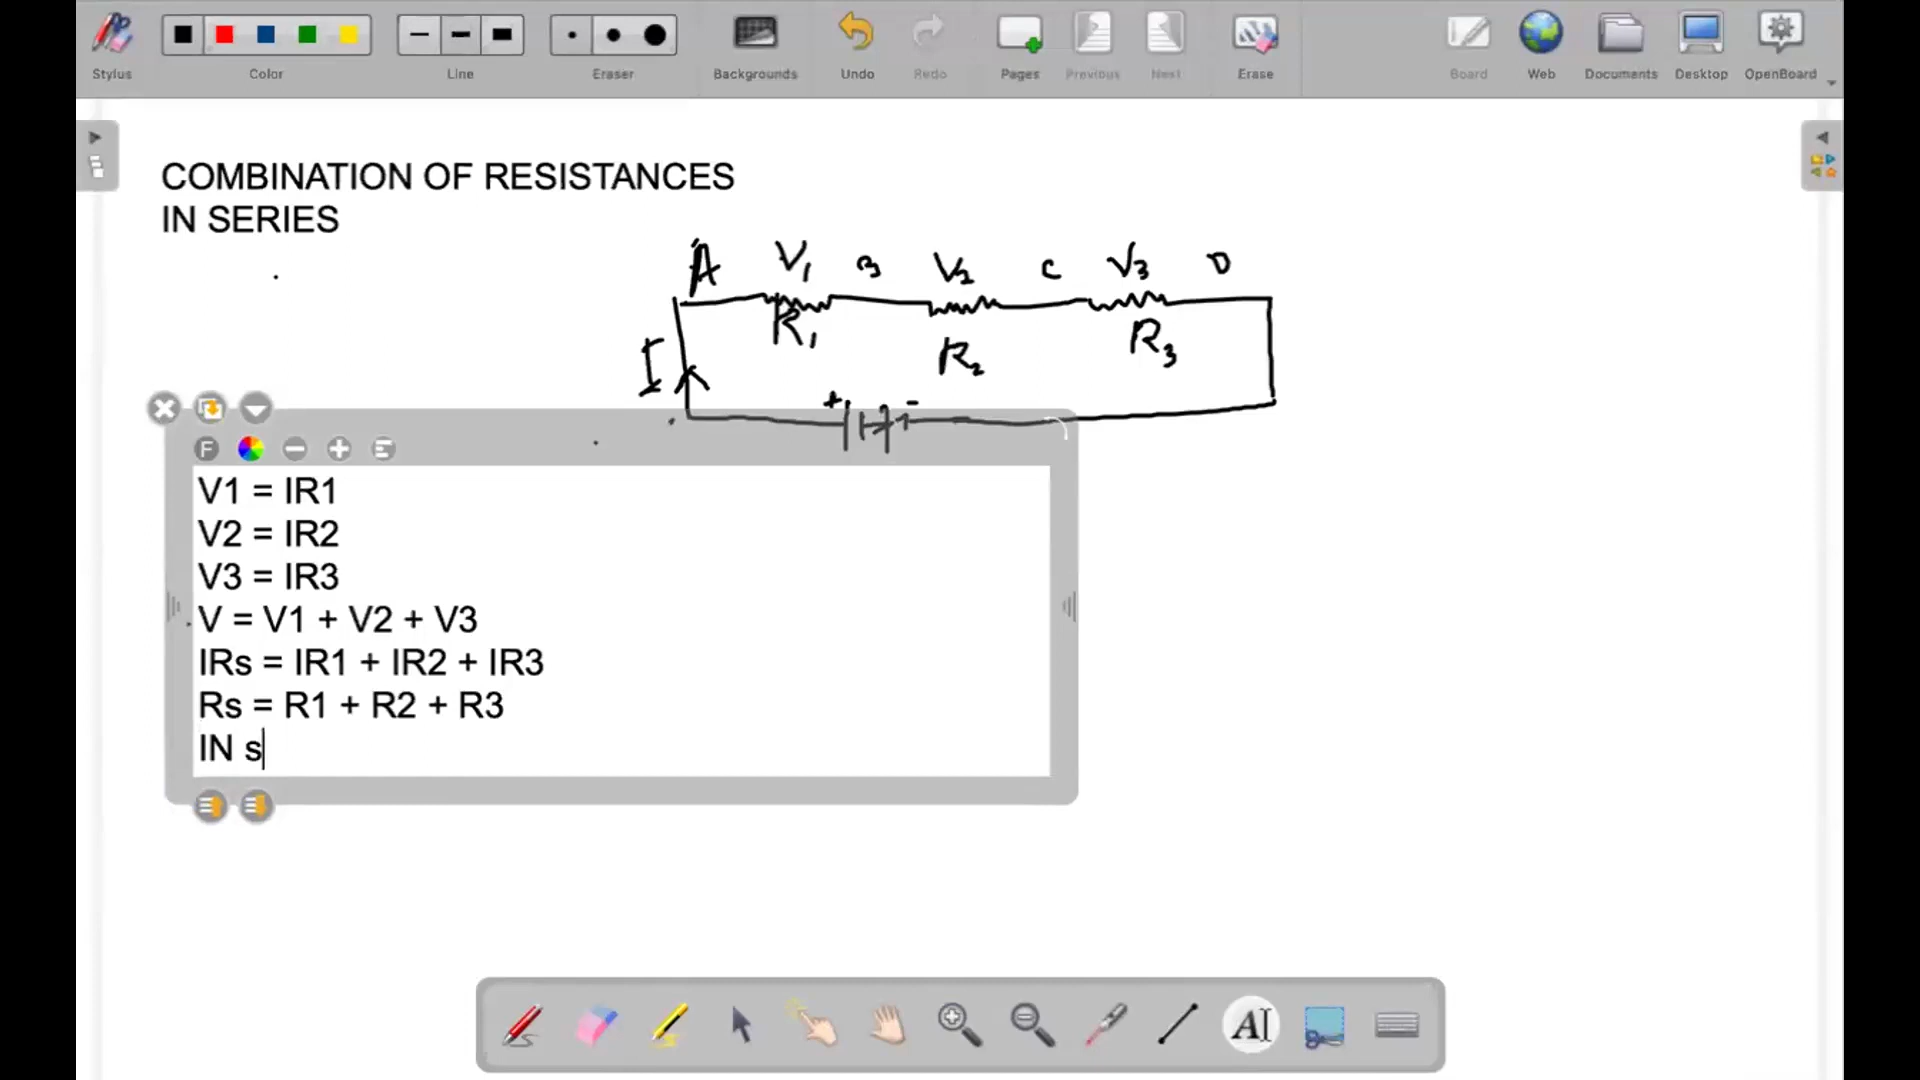 Stylus
Color
Line
Eraser
Backgrounds
Undo
Redo
Pages
Previous
Next
Erase
Board
Web
Documents
Desktop
OpenBoard
COMBINATION OF RESISTANCES
IN SERIES
A V1 B V2 C V3 D
R1 R2 R3
I
+ -
F
V1 = IR1
V2 = IR2
V3 = IR3
V = V1 + V2 + V3
IRs = IR1 + IR2 + IR3
Rs = R1 + R2 + R3
IN s
AI